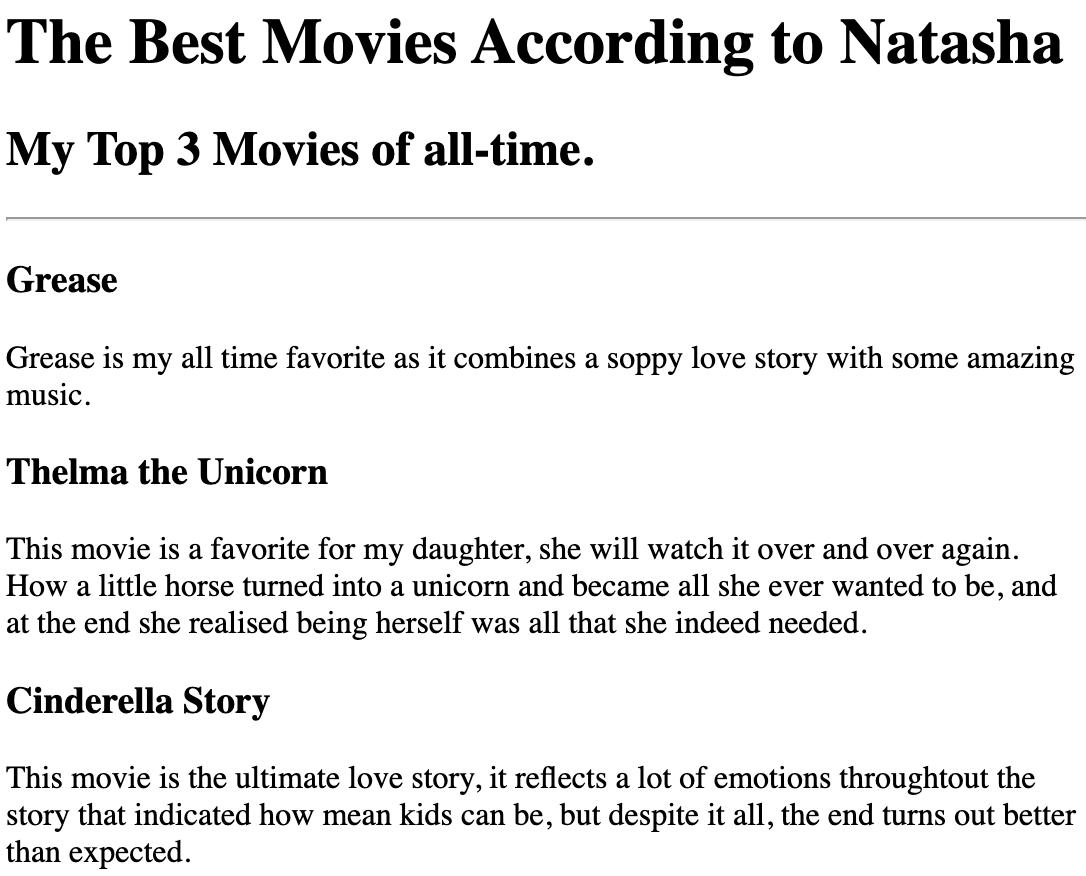 The Best Movies According to Natasha
My Top 3 Movies of all-time.
Grease
Grease is my all time favorite as it combines a soppy love story with some amazing
music.
Thelma the Unicorn
This movie is a favorite for my daughter, she will watch it over and over again.
How a little horse turned into a unicorn and became all she ever wanted to be, and
at the end she realised being herself was all that she indeed needed.
Cinderella Story
This movie is the ultimate love story, it reflects a lot of emotions throughtout the
story that indicated how mean kids can be, but despite it all, the end turns out better
than expected.